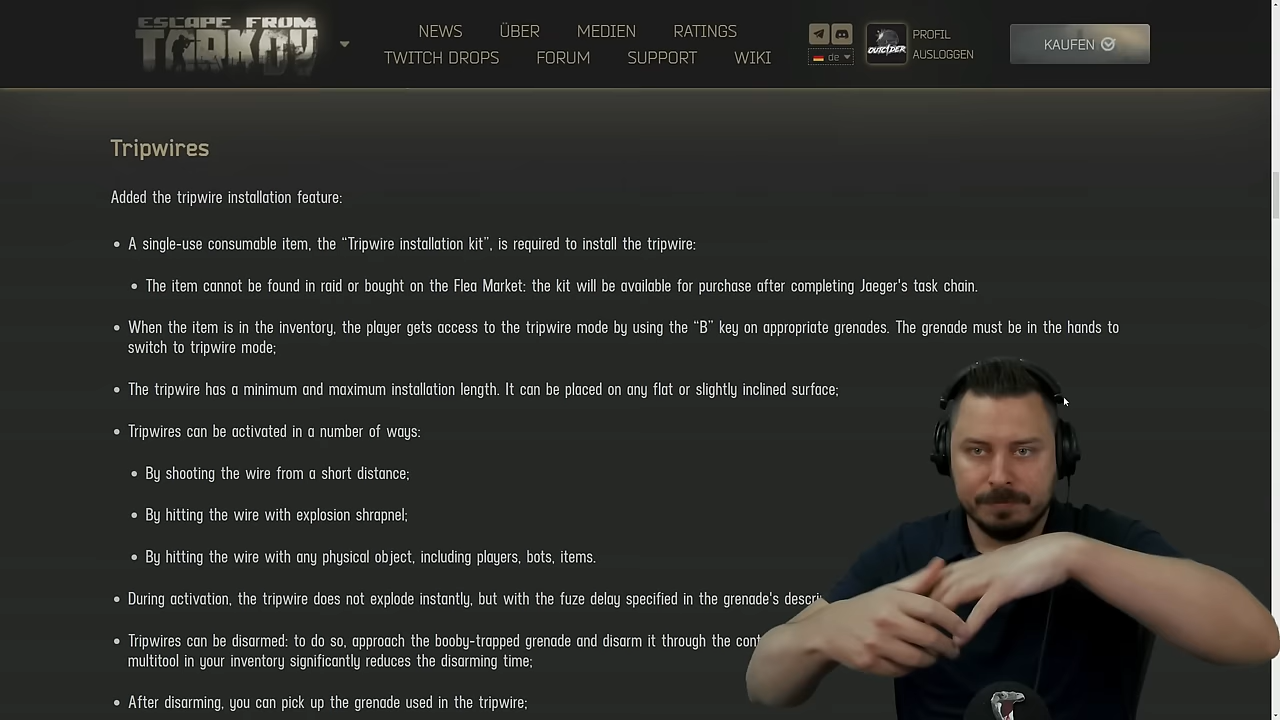 ESCAPE FROM
TARKOV
NEWS ÜBER MEDIEN RATINGS
TWITCH DROPS FORUM SUPPORT WIKI
de
OUTCIDER
PROFIL
AUSLOGGEN
KAUFEN
Tripwires
Added the tripwire installation feature:
A single-use consumable item, the “Tripwire installation kit”, is required to install the tripwire:
The item cannot be found in raid or bought on the Flea Market: the kit will be available for purchase after completing Jaeger's task chain.
When the item is in the inventory, the player gets access to the tripwire mode by using the “B” key on appropriate grenades. The grenade must be in the hands to
switch to tripwire mode;
The tripwire has a minimum and maximum installation length. It can be placed on any flat or slightly inclined surface;
Tripwires can be activated in a number of ways:
By shooting the wire from a short distance;
By hitting the wire with explosion shrapnel;
By hitting the wire with any physical object, including players, bots, items.
During activation, the tripwire does not explode instantly, but with the fuze delay specified in the grenade's descri
Tripwires can be disarmed: to do so, approach the booby-trapped grenade and disarm it through the cont
multitool in your inventory significantly reduces the disarming time;
After disarming, you can pick up the grenade used in the tripwire;